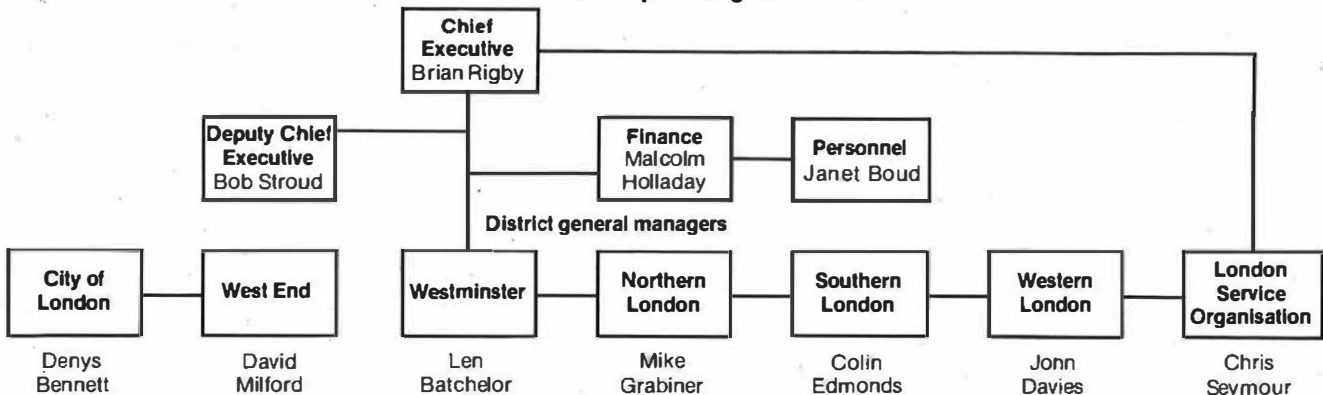 Chief
Executive
Brian Rigby
Deputy Chief
Executive
Bob Stroud
Finance
Malcolm
Holladay
Personnel
Janet Boud
District general managers
City of
London
West End
Westminster
Northern
London
Southern
London
Western
London
London
Service
Organisation
Denys
Bennett
David
Milford
Len
Batchelor
Mike
Grabiner
Colin
Edmonds
Jonn
Davies
Chris
Seymour